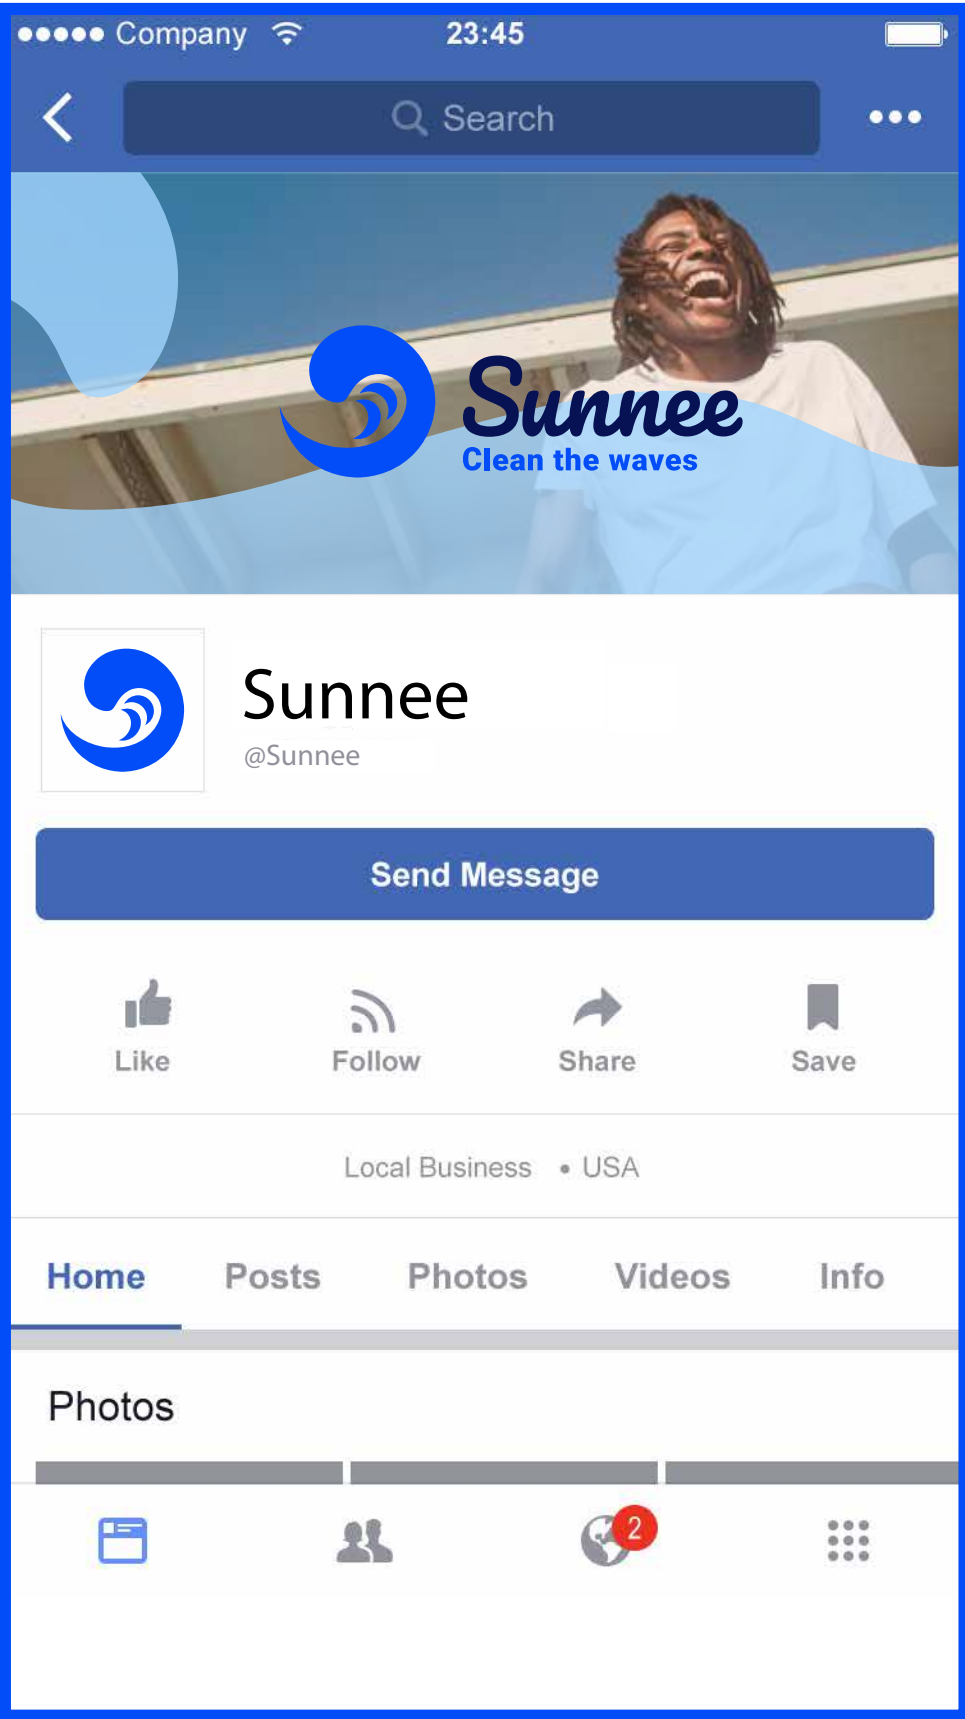 Company 23:45
Search
Sunnee
Clean the waves
Sunnee
@Sunnee
Send Message
Like Follow Share Save
Local Business • USA
Home Posts Photos Videos Info
Photos
2